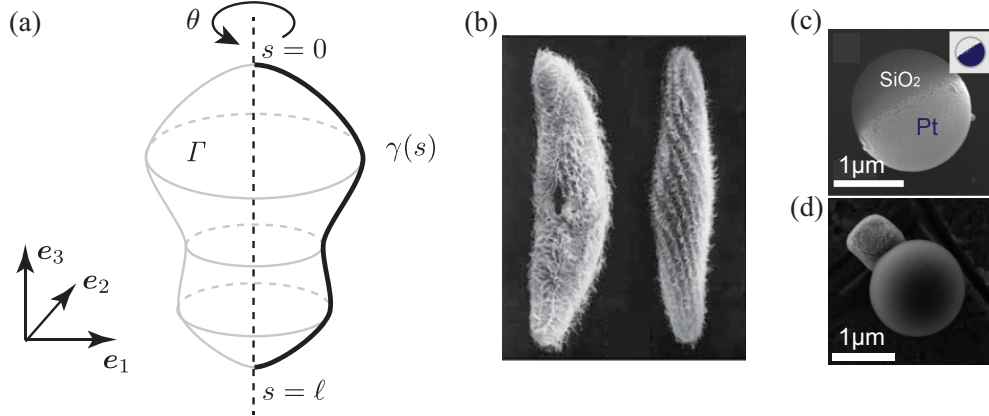 (a)
θ
s = 0
Γ
γ(s)
e₃
e₂
e₁
s = ℓ
(b)
(c)
SiO₂
Pt
1µm
(d)
1µm